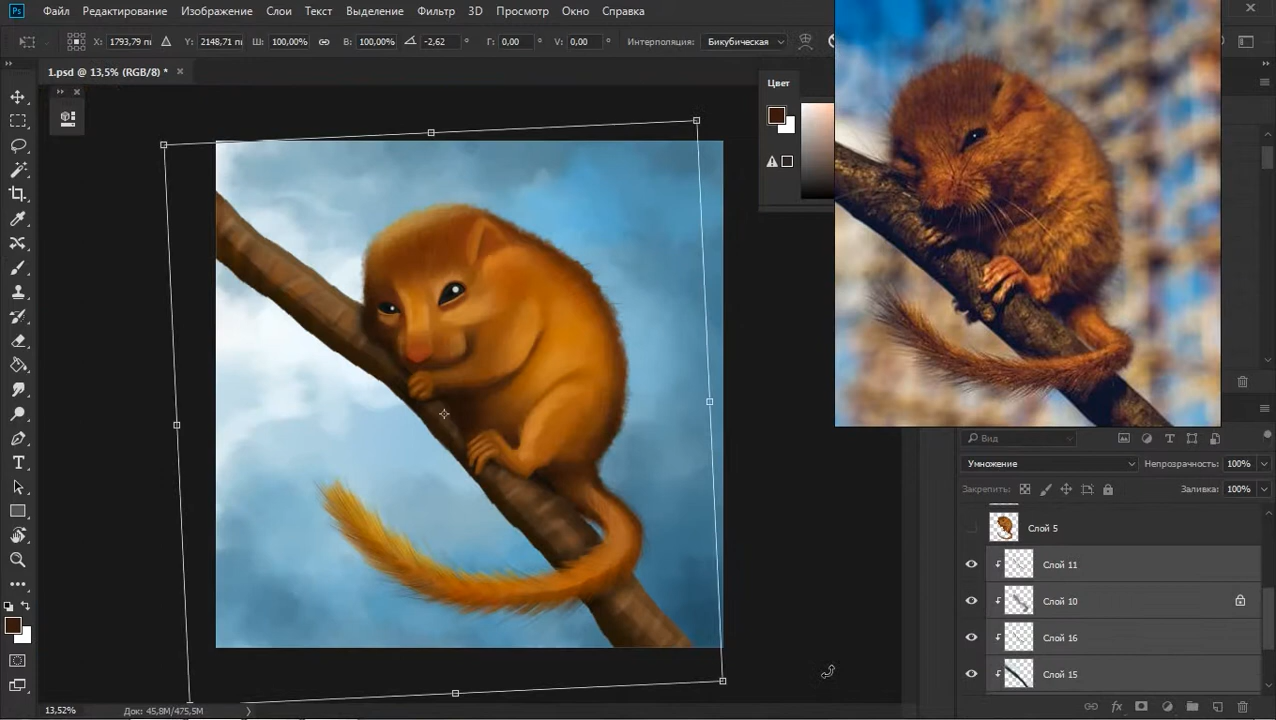 Ps Файл Изображение Слои Текст Выделение Фильтр 3D Просмотр Окно Справка
X: 1793,79 пи Y: 2148,71 пи Ш: 100,00% В: 100,00% -2,62 ° Г: 0,00 ° V: 0,00 ° Интерполяция: Бикубическая
1.psd @ 13,5% (RGB/8) * ×
Цвет
Вид
Умножение Непрозрачность: 100%
Закрепить: Заливка: 100%
Слой 5
Слой 11
Слой 10
Слой 16
Слой 15
13,52% Док: 45,8M/475,5M